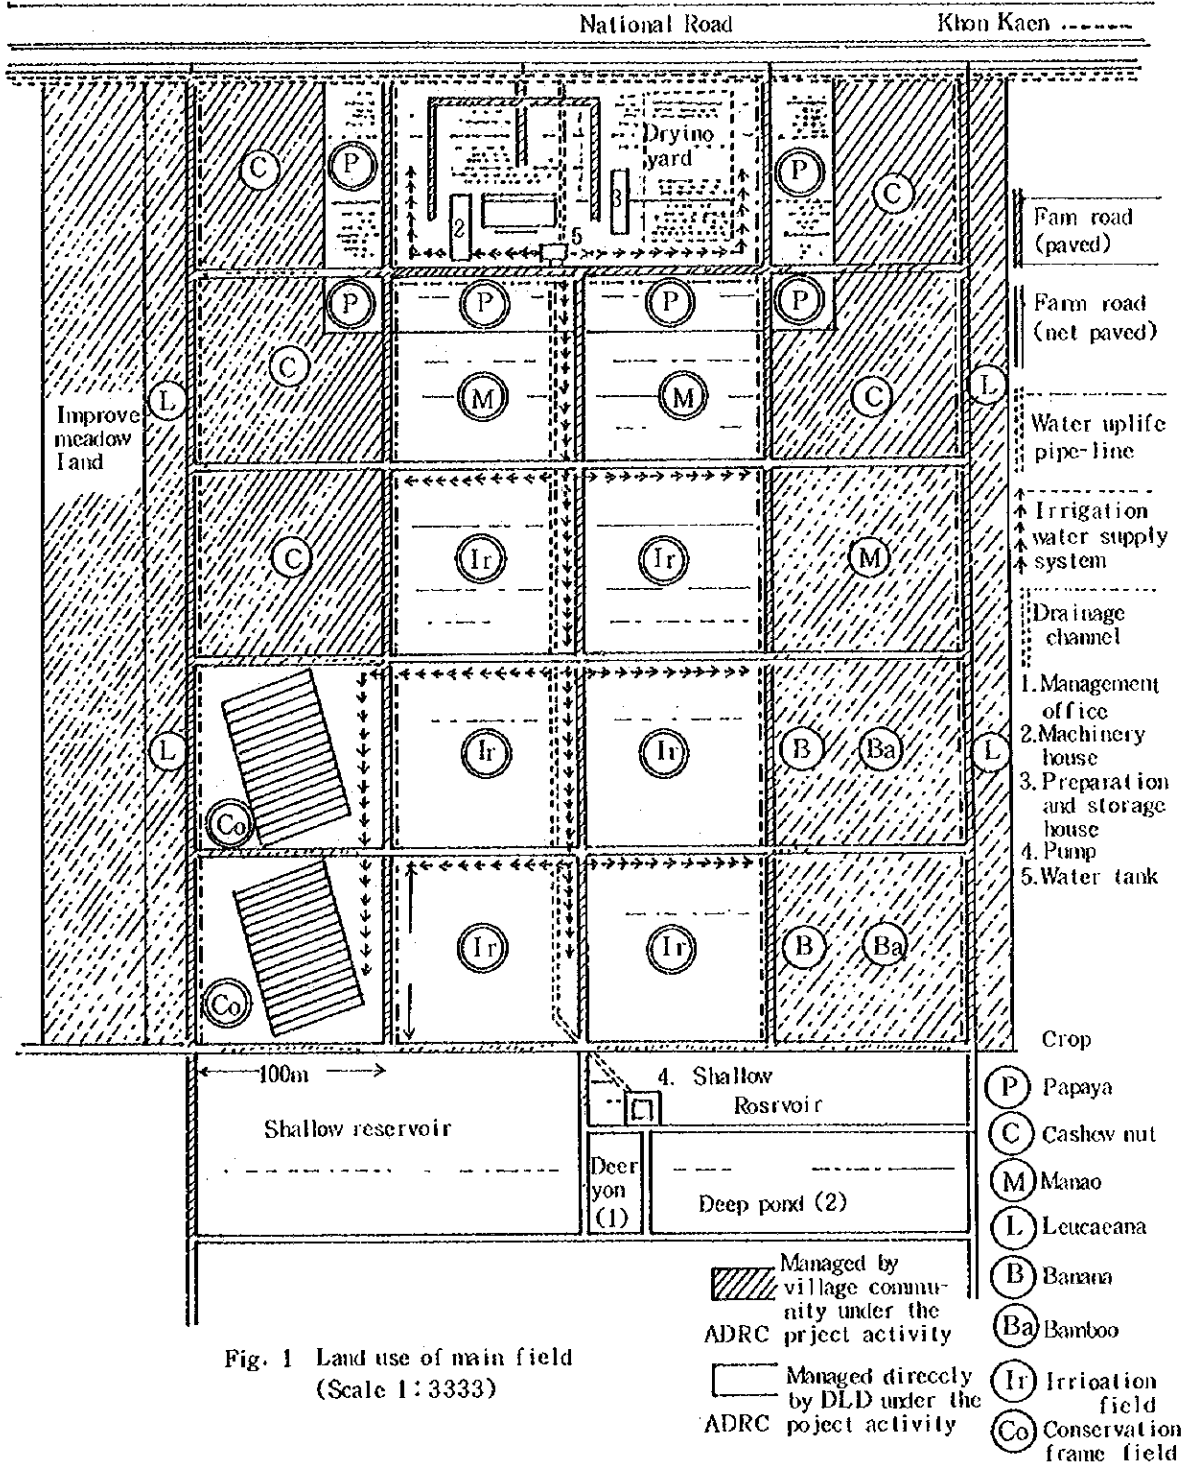 National Road
Khon Kaen
C
P
Dryino
yard
P
C
2
3
5
P
P
P
P
C
M
M
C
L
L
Improve
meadow
land
C
Ir
Ir
M
L
Ir
Ir
B
Ba
L
Co
Ir
Ir
B
Ba
Co
100m
Shallow reservoir
4. Shallow
Rosrvoir
Deer
yon
(1)
Deep pond (2)
Fam road
(paved)
Farm road
(net paved)
Water uplife
pipe-line
Irrigation
water supply
system
Drainage
channel
1. Management
office
2. Machinery
house
3. Preparation
and storage
house
4. Pump
5. Water tank
Crop
P Papaya
C Cashew nut
M Manao
L Leucaeana
B Banana
Ba Bamboo
Ir Irrioation
field
Co Conservation
frame field
Managed by
village commu-
nity under the
ADRC prject activity
Managed direcely
by DLD under the
ADRC poject activity
Fig. 1 Land use of main field
(Scale 1:3333)